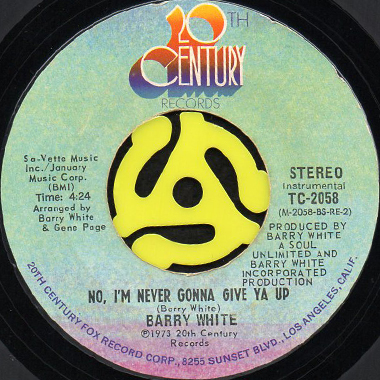 20TH
CENTURY
RECORDS
Sa-Vette Music
Inc./January
Music Corp.
(BMI)
Time: 4:24
Arranged by
Barry White
& Gene Page
STEREO
Instrumental
TC-2058
(M-2058-BS-RE-2)
PRODUCED BY
BARRY WHITE
A SOUL
UNLIMITED AND
BARRY WHITE
INCORPORATED
PRODUCTION
NO, I'M NEVER GONNA GIVE YA UP
(Barry White)
BARRY WHITE
℗1973 20th Century
Records
20TH CENTURY FOX RECORD CORP., 8255 SUNSET BLVD., LOS ANGELES, CALIF.